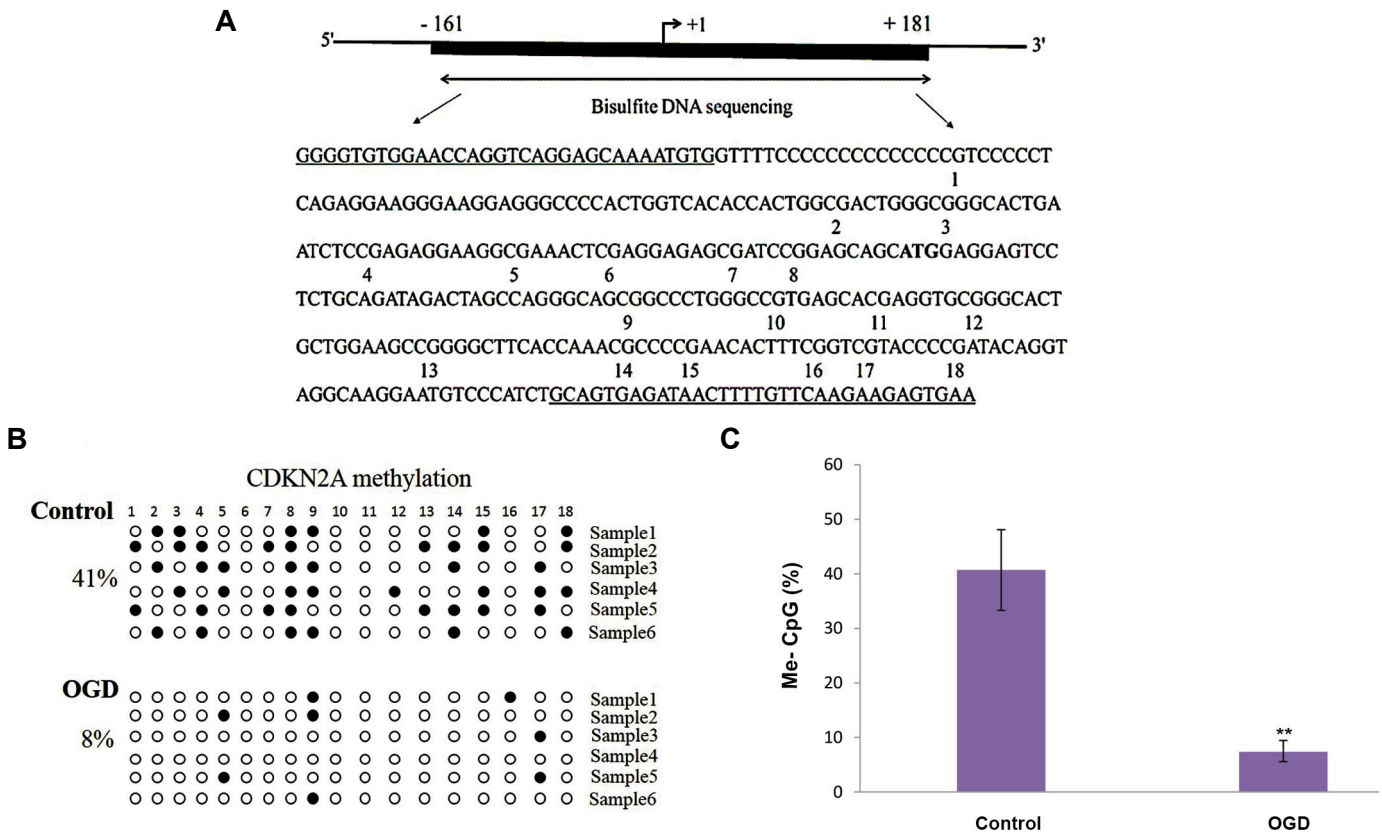 A
- 161
+1
+ 181
5'
3'
Bisulfite DNA sequencing
GGGGTGTGGAACCAGGTCAGGAGCAAAATGTGGTTTTCCCCCCCCCCCCCCGTCCCCCT
1
CAGAGGAAGGGAAGGAGGGCCCCACTGGTCACACCACTGGCGACTGGGCGGGCACTGA
2 3
ATCTCCGAGAGGAAGGCGAAACTCGAGGAGAGCGATCCGGAGCAGCATGGAGGAGTCC
4 5 6 7 8
TCTGCAGATAGACTAGCCAGGGCAGCGGCCCTGGGCCGTGAGCACGAGGTGCGGGCACT
9 10 11 12
GCTGGAAGCCGGGGCTTCACCAAACGCCCCGAACACTTTCGGTCGTACCCCGATACAGGT
13 14 15 16 17 18
AGGCAAGGAATGTCCCATCTGCAGTGAGATAACTTTTGTTCAAGAAGAGTGAA
B
CDKN2A methylation
Control
1 2 3 4 5 6 7 8 9 10 11 12 13 14 15 16 17 18
Sample1
Sample2
Sample3
41%
Sample4
Sample5
Sample6
OGD
Sample1
Sample2
8%
Sample3
Sample4
Sample5
Sample6
C
Me- CpG (%)
60
50
40
30
20
10
0
**
Control
OGD